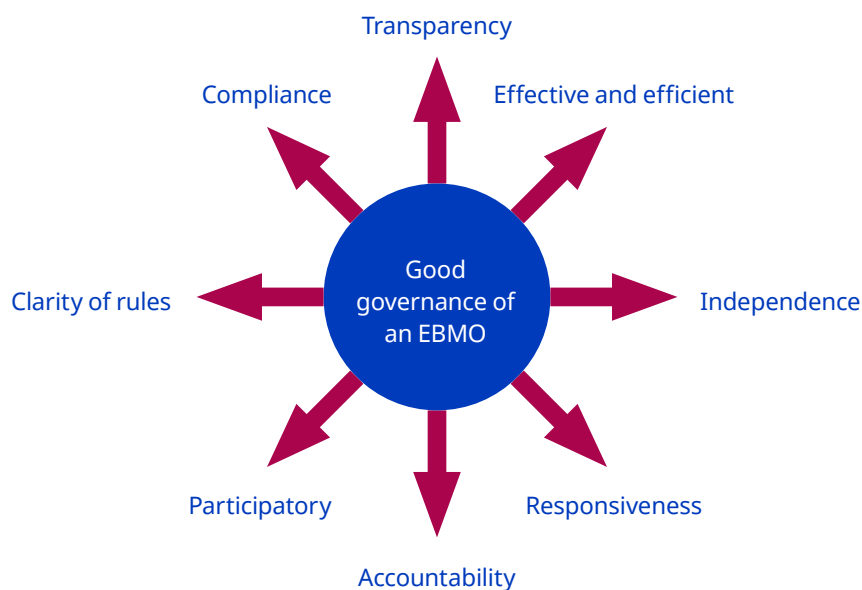 Transparency
Compliance
Effective and efficient
Good
governance of
an EBMO
Clarity of rules
Independence
Participatory
Responsiveness
Accountability